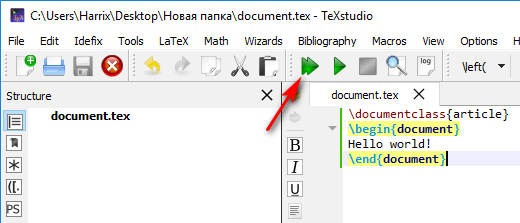 C:\Users\Harrix\Desktop\Новая папка\document.tex - TeXstudio
File Edit Idefix Tools LaTeX Math Wizards Bibliography Macros View Options
log \left(
Structure
document.tex
document.tex
\documentclass{article}
\begin{document}
Hello world!
\end{document}
B
I
U
([.
PS